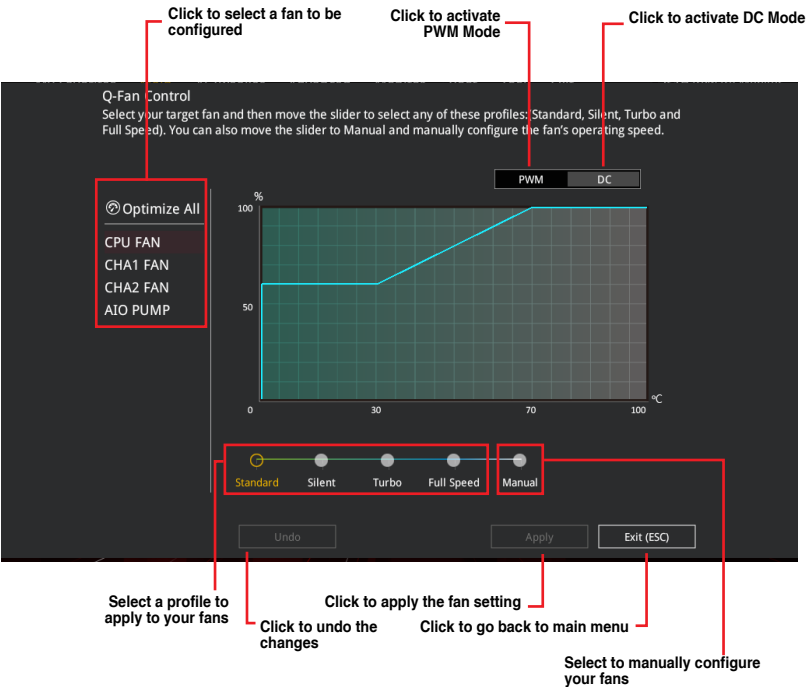 Click to select a fan to be
configured
Click to activate
PWM Mode
Click to activate DC Mode
Q-Fan Control
Select your target fan and then move the slider to select any of these profiles:(Standard, Silent, Turbo and
Full Speed). You can also move the slider to Manual and manually configure the fan's operating speed.
PWM
DC
Optimize All
CPU FAN
CHA1 FAN
CHA2 FAN
AIO PUMP
%
100
50
0
30
70
100
ºC
Standard
Silent
Turbo
Full Speed
Manual
Undo
Apply
Exit (ESC)
Select a profile to
apply to your fans
Click to undo the
changes
Click to apply the fan setting
Click to go back to main menu
Select to manually configure
your fans